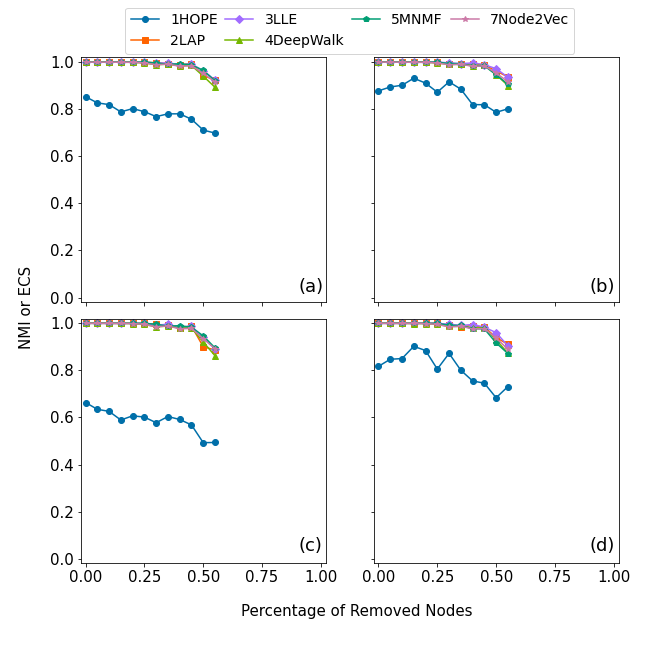 1HOPE 3LLE 5MNMF 7Node2Vec
2LAP 4DeepWalk
1.0
0.8
0.6
0.4
0.2
0.0
(a) (b)
NMI or ECS
1.0
0.8
0.6
0.4
0.2
0.0
(c) (d)
0.00 0.25 0.50 0.75 1.00 0.00 0.25 0.50 0.75 1.00
Percentage of Removed Nodes